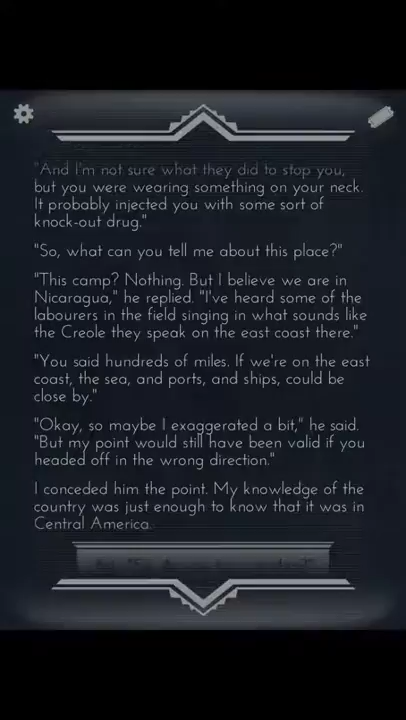 "And I'm not sure what they did to stop you,
but you were wearing something on your neck.
It probably injected you with some sort of
knock-out drug."
"So, what can you tell me about this place?"
"This camp? Nothing. But I believe we are in
Nicaragua," he replied. "I've heard some of the
labourers in the field singing in what sounds like
the Creole they speak on the east coast there."
"You said hundreds of miles. If we're on the east
coast, the sea, and ports, and ships, could be
close by."
"Okay, so maybe I exaggerated a bit," he said.
"But my point would still have been valid if you
headed off in the wrong direction."
I conceded him the point. My knowledge of the
country was just enough to know that it was in
Central America.